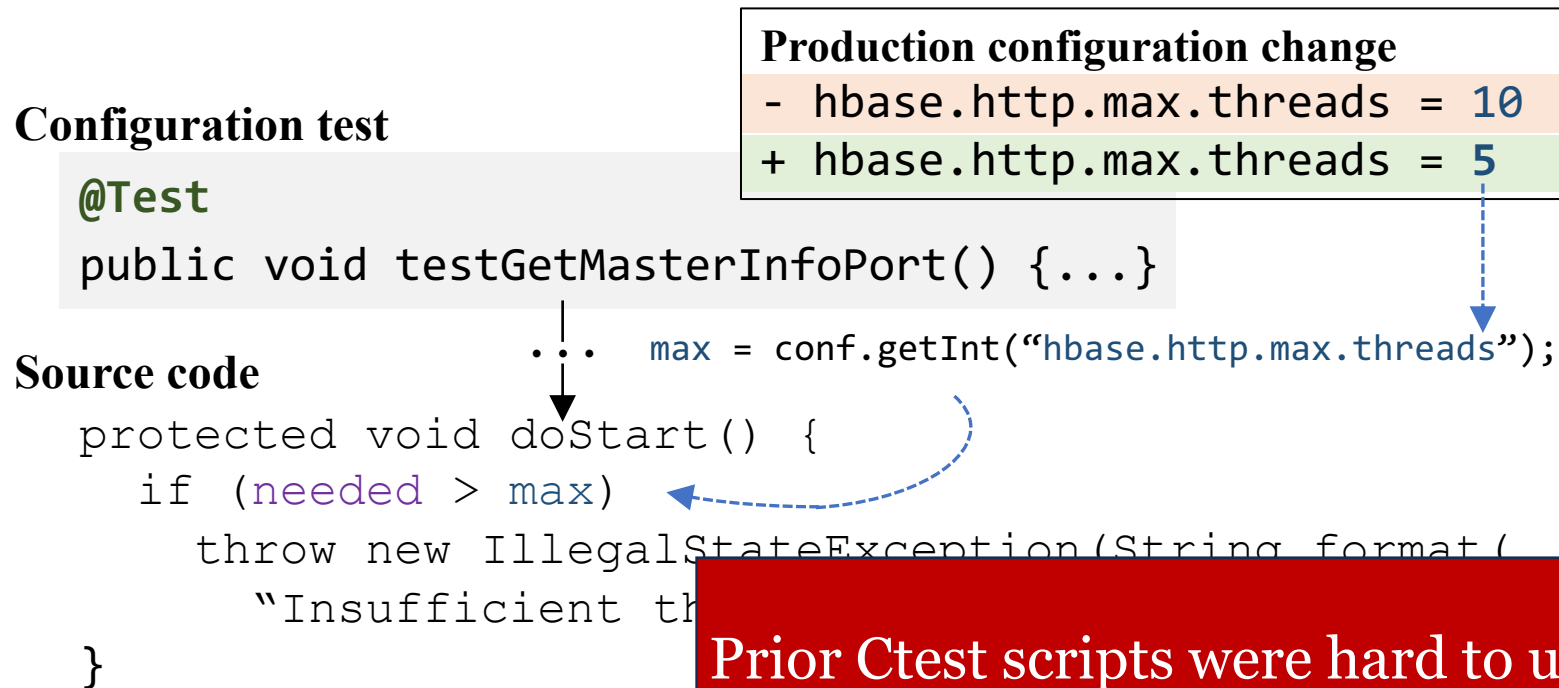 Production configuration change
- hbase.http.max.threads = 10
+ hbase.http.max.threads = 5
Configuration test
@Test
public void testGetMasterInfoPort() {...}
... max = conf.getInt(“hbase.http.max.threads”);
Source code
protected void doStart() {
if (needed > max)
throw new IllegalStateException(String format(
“Insufficient
}
Prior Ctest scripts were hard to